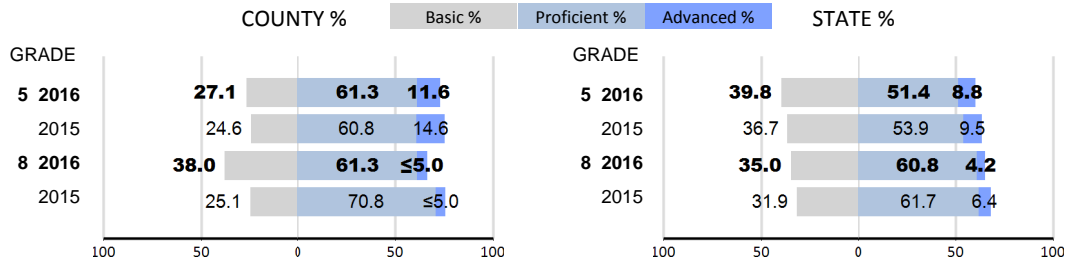 COUNTY % Basic % Proficient % Advanced % STATE %
GRADE GRADE
5 2016 27.1 61.3 11.6 5 2016 39.8 51.4 8.8
2015 24.6 60.8 14.6 2015 36.7 53.9 9.5
8 2016 38.0 61.3 ≤5.0 8 2016 35.0 60.8 4.2
2015 25.1 70.8 ≤5.0 2015 31.9 61.7 6.4
100 50 0 50 100 100 50 0 50 100